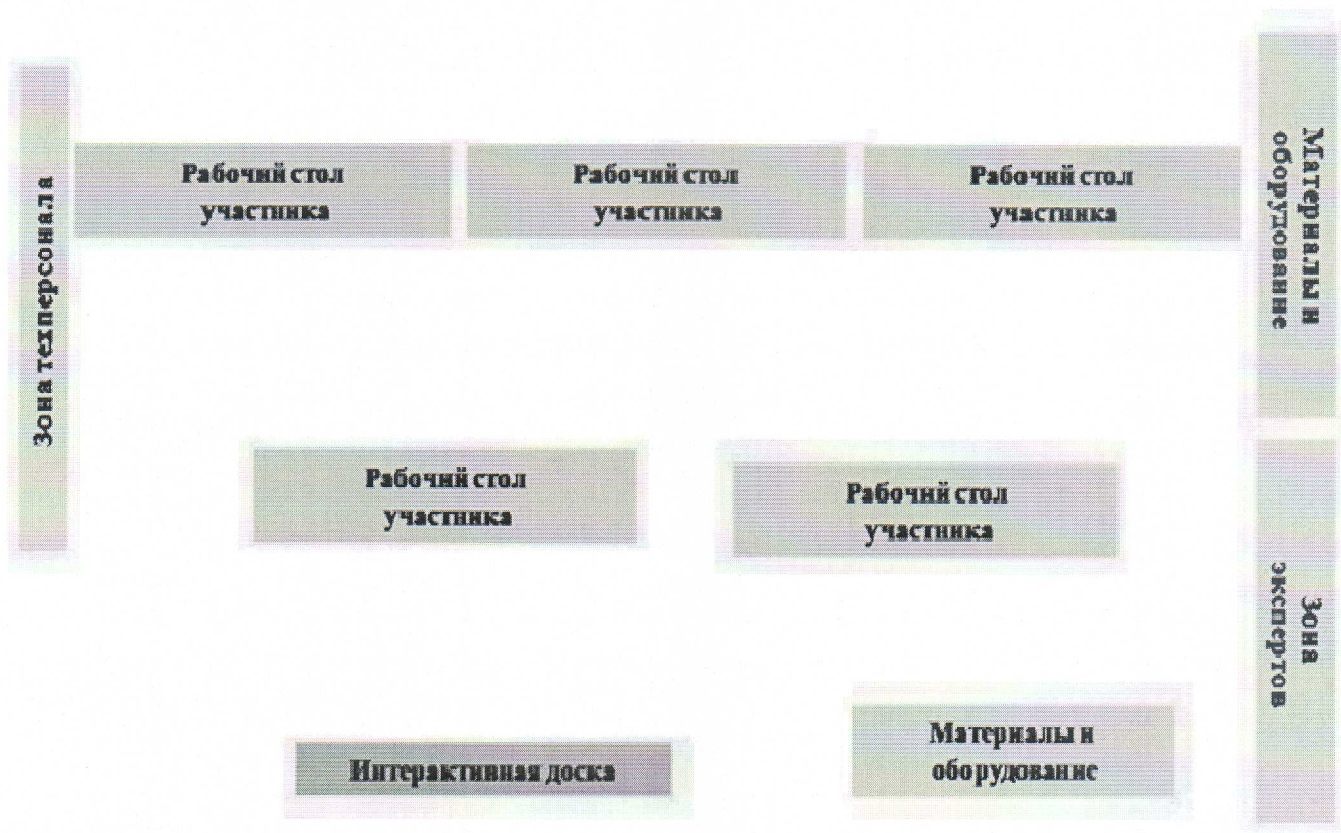 Зона техперсонала
Рабочий стол
участника
Рабочий стол
участника
Рабочий стол
участника
Материалы и
оборудование
Рабочий стол
участника
Рабочий стол
участника
Зона
экспертов
Интерактивная доска
Материалы и
оборудование